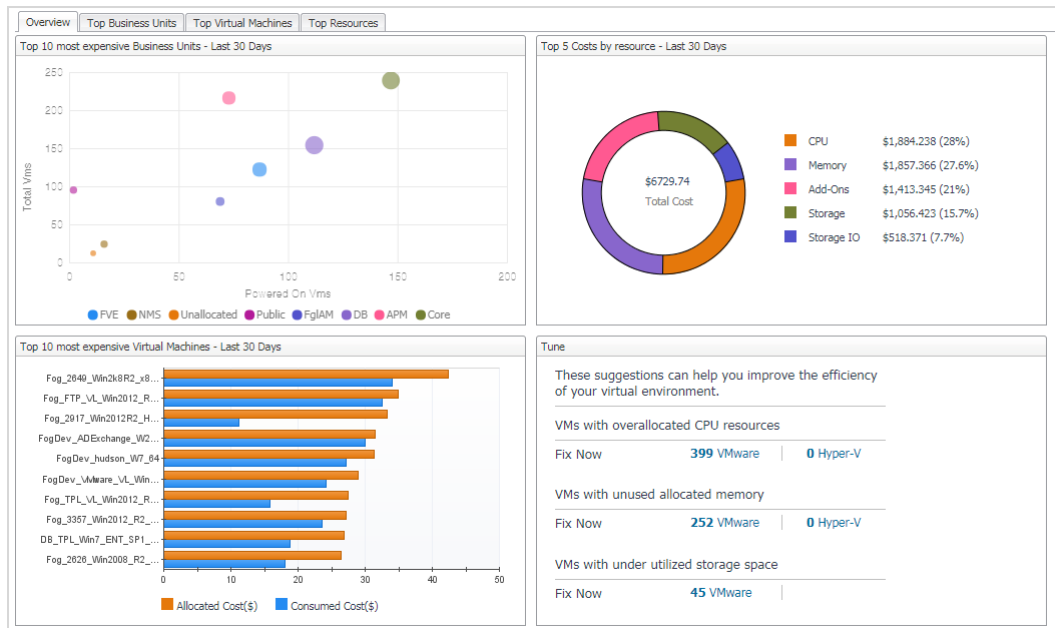 Overview
Top Business Units
Top Virtual Machines
Top Resources
Top 10 most expensive Business Units - Last 30 Days
250
200
150
100
50
0
Total Vms
0 50 100 150 200
Powered On Vms
FVE NMS Unallocated Public FglAM DB APM Core
Top 5 Costs by resource - Last 30 Days
$6729.74
Total Cost
CPU $1,884.238 (28%)
Memory $1,857.366 (27.6%)
Add-Ons $1,413.345 (21%)
Storage $1,056.423 (15.7%)
Storage IO $518.371 (7.7%)
Top 10 most expensive Virtual Machines - Last 30 Days
Fog_2649_Win2k8R2_x8...
Fog_FTP_VL_Win2012_R...
Fog_2917_Win2012R2_H...
FogDev_ADExchange_W2...
FogDev_hudson_W7_64
FogDev_VMware_VL_Win...
Fog_TPL_VL_Win2012_R...
Fog_3357_Win2012_R2_...
DB_TPL_Win7_ENT_SP1_...
Fog_2626_Win2008_R2_...
0 10 20 30 40 50
Allocated Cost($) Consumed Cost($)
Tune
These suggestions can help you improve the efficiency
of your virtual environment.
VMs with overallocated CPU resources
Fix Now 399 VMware 0 Hyper-V
VMs with unused allocated memory
Fix Now 252 VMware 0 Hyper-V
VMs with under utilized storage space
Fix Now 45 VMware